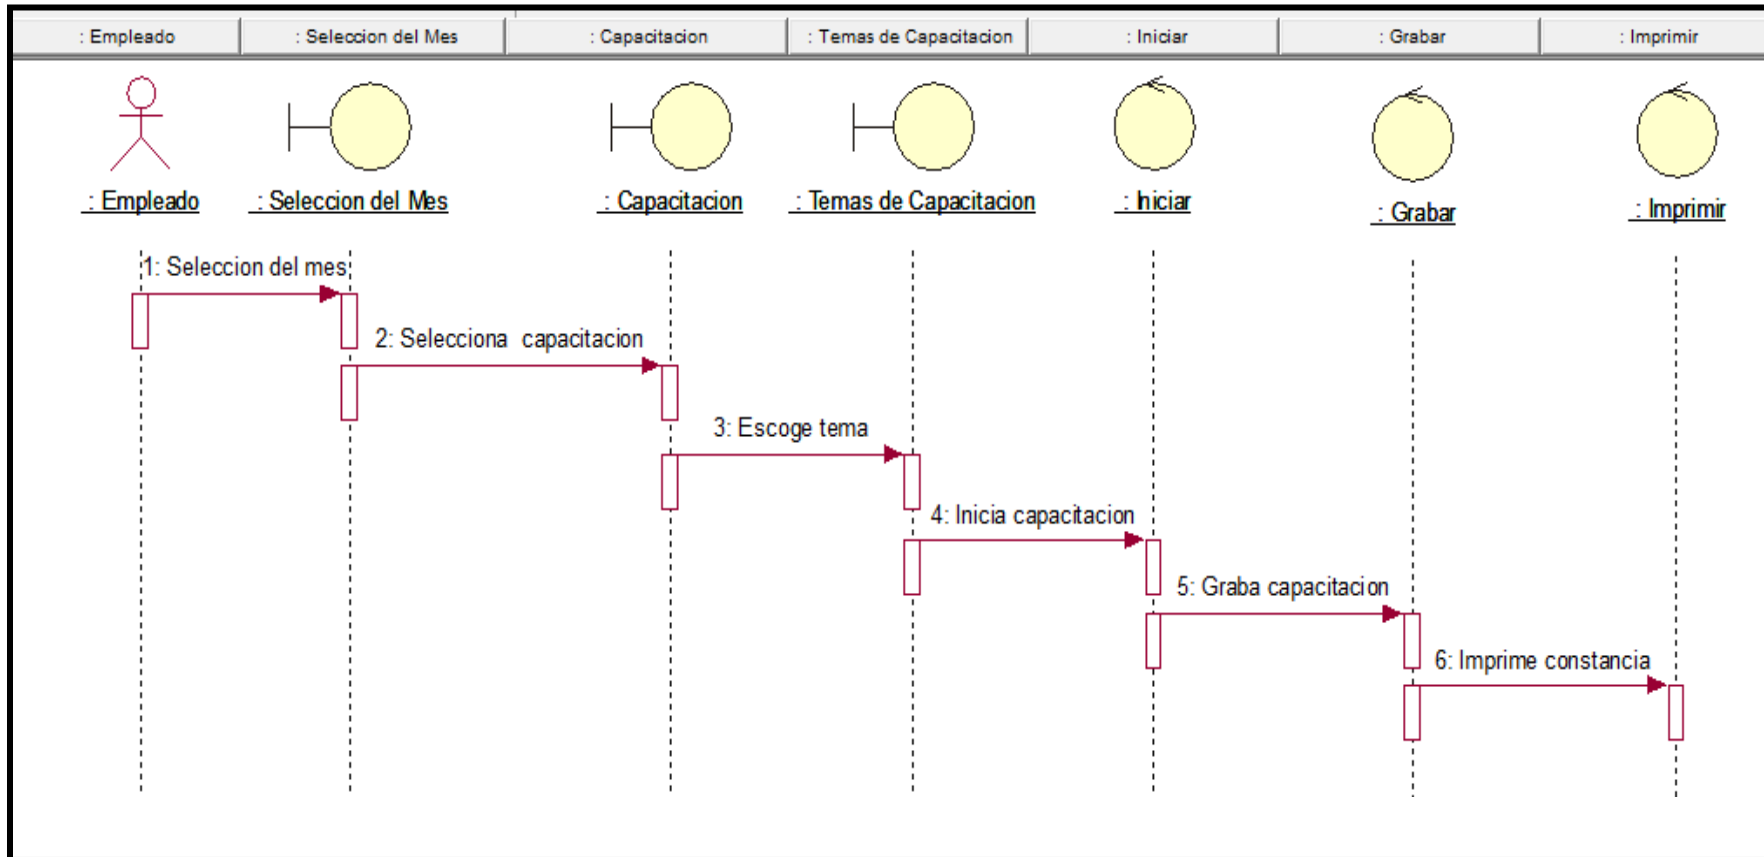 : Empleado
: Seleccion del Mes
: Capacitacion
: Temas de Capacitacion
: Iniciar
: Grabar
: Imprimir
: Empleado
: Seleccion del Mes
: Capacitacion
: Temas de Capacitacion
: Iniciar
: Grabar
: Imprimir
1: Seleccion del mes
2: Selecciona capacitacion
3: Escoge tema
4: Inicia capacitacion
5: Graba capacitacion
6: Imprime constancia